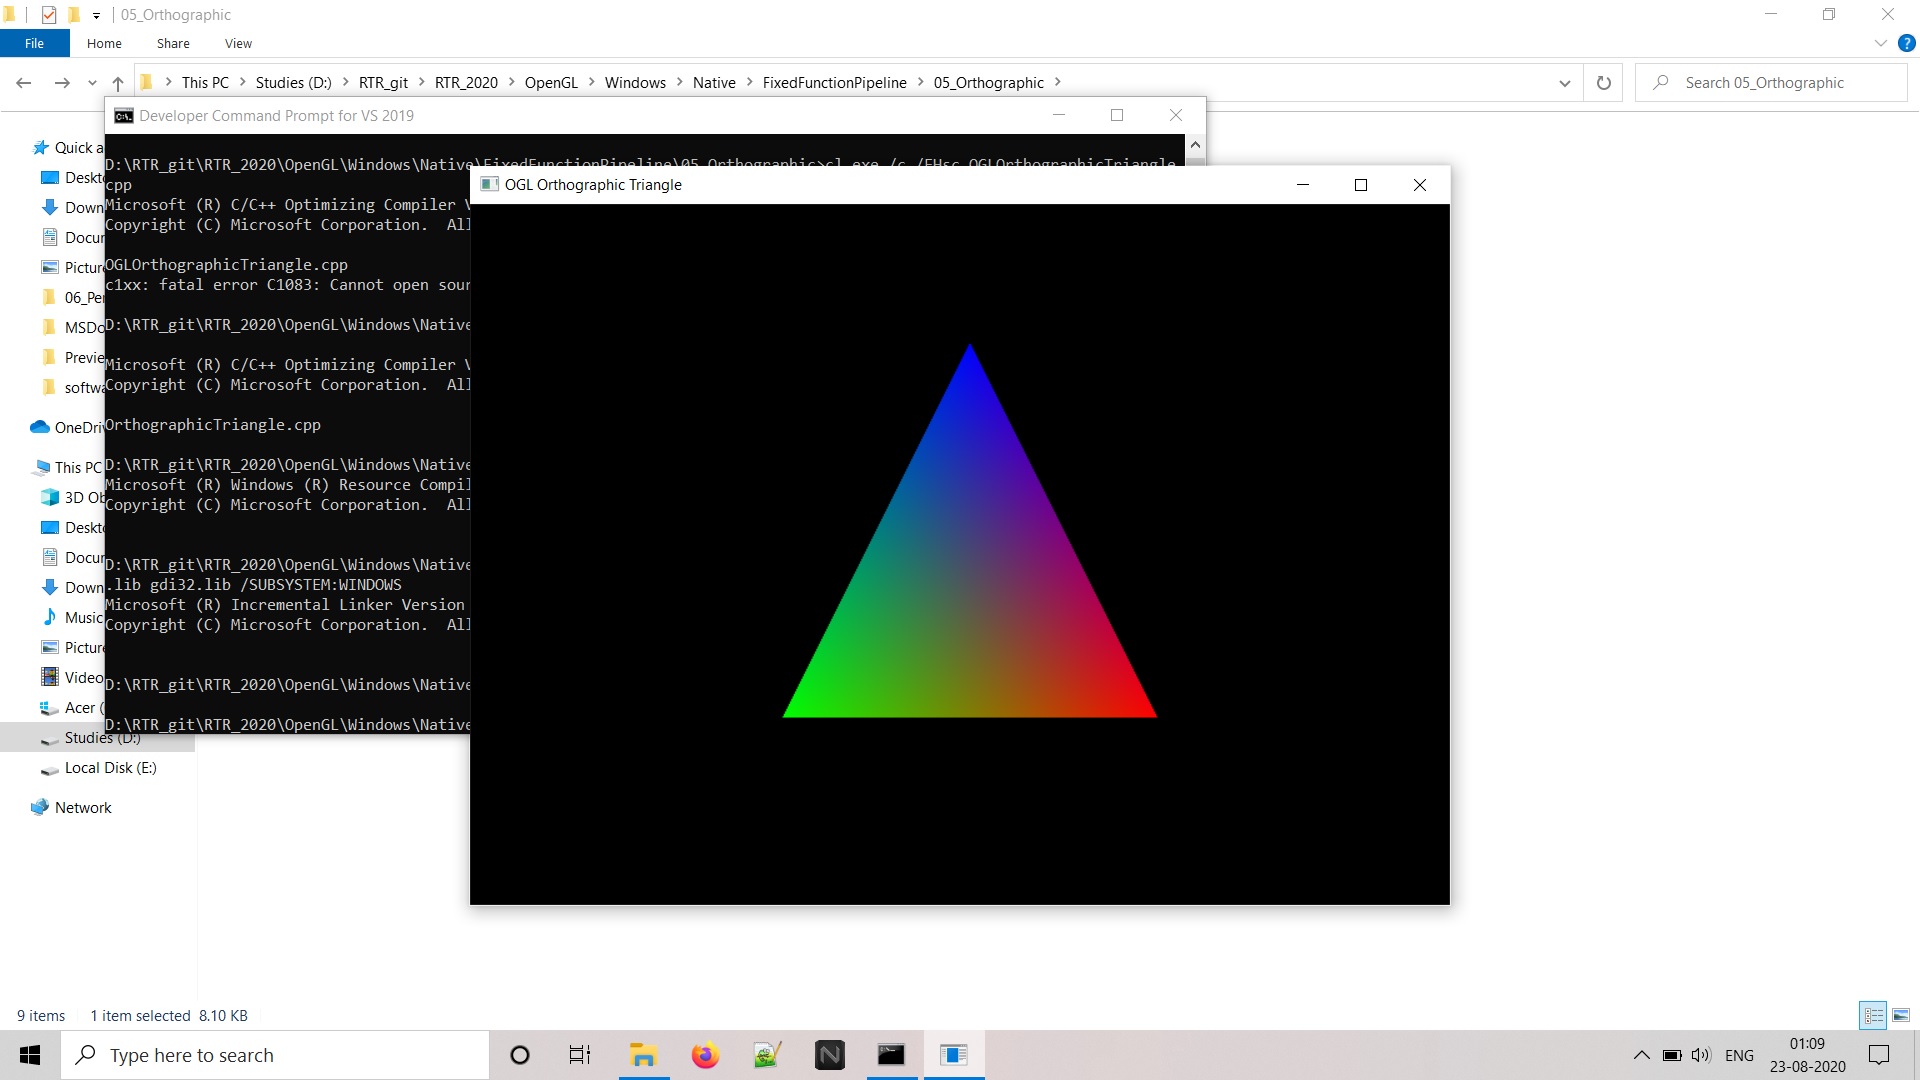 05_Orthographic
File Home Share View
This PC Studies (D:) RTR_git RTR_2020 OpenGL Windows Native FixedFunctionPipeline 05_Orthographic
Search 05_Orthographic
Developer Command Prompt for VS 2019
D:\RTR_git\RTR_2020\OpenGL\Windows\Native\FixedFunctionPipeline\05_Orthographic>cl.exe /c /EHsc OGLOrthographicTriangle.
cpp
Microsoft (R) C/C++ Optimizing Compiler V
Copyright (C) Microsoft Corporation.  All
OGLOrthographicTriangle.cpp
c1xx: fatal error C1083: Cannot open sour
D:\RTR_git\RTR_2020\OpenGL\Windows\Native
Microsoft (R) C/C++ Optimizing Compiler V
Copyright (C) Microsoft Corporation.  All
OrthographicTriangle.cpp
D:\RTR_git\RTR_2020\OpenGL\Windows\Native
Microsoft (R) Windows (R) Resource Compil
Copyright (C) Microsoft Corporation.  All
D:\RTR_git\RTR_2020\OpenGL\Windows\Native
.lib gdi32.lib /SUBSYSTEM:WINDOWS
Microsoft (R) Incremental Linker Version
Copyright (C) Microsoft Corporation.  All
D:\RTR_git\RTR_2020\OpenGL\Windows\Native
D:\RTR_git\RTR_2020\OpenGL\Windows\Native
OGL Orthographic Triangle
Quick a
Deskt
Down
Docun
Picture
06_Per
MSDo
Previe
softwa
OneDriv
This PC
3D Ob
Deskt
Docun
Down
Music
Picture
Video
Acer (
Studies (D:)
Local Disk (E:)
Network
9 items 1 item selected 8.10 KB
Type here to search
ENG
01:09
23-08-2020